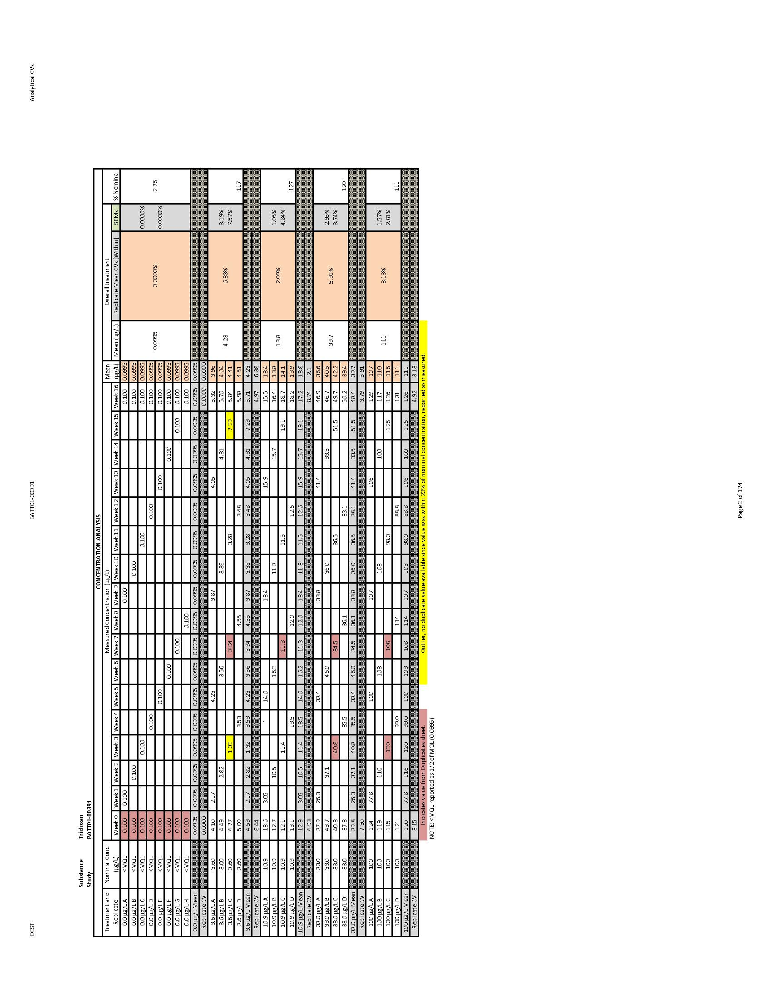 DEST BATT01-00391 Analytical CVs
Substance Triclosan
Study BATT01-00391
CONCENTRATION ANALYSIS
Treatment and Replicate Nominal Conc. (µg/L) Measured Concentration (µg/L) Mean (µg/L) Overall treatment % Nominal
Week 0 Week 1 Week 2 Week 3 Week 4 Week 5 Week 6 Week 7 Week 8 Week 9 Week 10 Week 11 Week 12 Week 13 Week 14 Week 15 Week 16 Mean (µg/L) Replicate Mean CVs [Within] SEMs
0.0 µg/L A <MQL 0.100 0.100 0.100 0.100 0.0995
0.0 µg/L B <MQL 0.100 0.100 0.100 0.100 0.0995
0.0 µg/L C <MQL 0.100 0.100 0.100 0.100 0.0995 0.0000%
0.0 µg/L D <MQL 0.100 0.100 0.100 0.100 0.0995 0.0995 0.0000% 2.76
0.0 µg/L E <MQL 0.100 0.100 0.100 0.100 0.0995 0.0000%
0.0 µg/L F <MQL 0.100 0.100 0.100 0.100 0.0995
0.0 µg/L G <MQL 0.100 0.100 0.100 0.100 0.0995
0.0 µg/L H <MQL 0.100 0.100 0.100 0.0995
0.0 µg/L Mean 0.0995 0.0995 0.0995 0.0995 0.0995 0.0995 0.0995 0.0995 0.0995 0.0995 0.0995 0.0995 0.0995 0.0995 0.0995 0.0995 0.0995 0.0995
Replicate CV 0.0000 0.0000 0.0000
3.6 µg/L A 3.60 4.10 2.17 4.23 3.87 4.05 5.32 3.96
3.6 µg/L B 3.60 4.49 2.82 3.56 3.38 4.31 5.70 4.04 4.23 6.38% 3.19%
3.6 µg/L C 3.60 4.77 1.32 3.94 3.28 7.29 5.84 4.41 7.57%
3.6 µg/L D 3.60 5.00 3.53 4.55 3.48 5.98 4.51 117
3.6 µg/L Mean 4.59 2.17 2.82 1.32 3.53 4.23 3.56 3.94 4.55 3.87 3.38 3.28 3.48 4.05 4.31 7.29 5.71 4.23
Replicate CV 8.44 4.97 6.38
10.9 µg/L A 10.9 13.6 8.05 ` 14.0 13.4 15.9 15.5 13.4
10.9 µg/L B 10.9 12.7 10.5 16.2 11.3 15.7 16.4 13.8 13.8 2.09% 1.05%
10.9 µg/L C 10.9 12.1 11.4 11.8 11.5 19.1 18.7 14.1 4.84%
10.9 µg/L D 10.9 13.1 13.5 12.0 12.6 18.2 13.9 127
10.9 µg/L Mean 12.9 8.05 10.5 11.4 13.5 14.0 16.2 11.8 12.0 13.4 11.3 11.5 12.6 15.9 15.7 19.1 17.2 13.8
Replicate CV 4.93 8.74 2.1
33.0 µg/L A 33.0 37.9 26.3 33.4 33.8 41.4 46.9 36.6
33.0 µg/L B 33.0 43.7 37.1 46.0 36.0 33.5 46.7 40.5 39.7 5.91% 2.95%
33.0 µg/L C 33.0 40.3 40.8 34.5 36.5 51.5 49.7 42.2 3.74%
33.0 µg/L D 33.0 37.3 35.5 36.1 38.1 50.2 39.4 120
33.0 µg/L Mean 39.8 26.3 37.1 40.8 35.5 33.4 46.0 34.5 36.1 33.8 36.0 36.5 38.1 41.4 33.5 51.5 48.4 39.7
Replicate CV 7.30 3.79 5.91
100 µg/L A 100 124 77.8 100 107 106 129 107
100 µg/L B 100 119 116 103 103 100 117 110 111 3.13% 1.57%
100 µg/L C 100 115 120 108 98.0 126 126 116 2.81%
100 µg/L D 100 121 99.0 114 88.8 131 111 111
100 µg/L Mean 120 77.8 116 120 99.0 100 103 108 114 107 103 98.0 88.8 106 100 126 126 111
Replicate CV 3.15 4.92 3.13
Indicates value from Duplicates sheet. Outlier, no duplicate value available since value was within 20% of nominal concentration, reported as measured.
NOTE: <MQL reported as 1/2 of MQL (0.0995)
Page 2 of 174